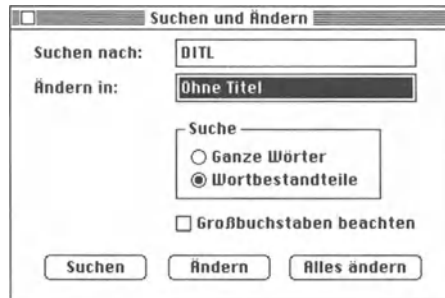 Suchen und Ändern
Suchen nach: DITL
Ändern in: Ohne Titel
Suche
Ganze Wörter
Wortbestandteile
Großbuchstaben beachten
Suchen Ändern Alles ändern